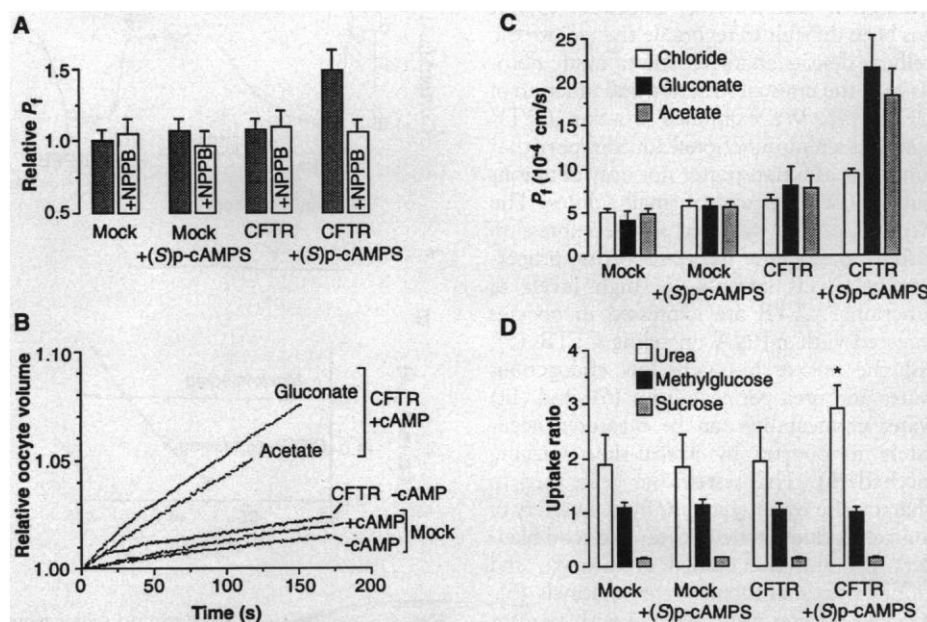 A
Relative Pf
1.5
1.0
0.5
+NPPB
+NPPB
+NPPB
+NPPB
Mock
Mock
+(S)p-cAMPS
CFTR
CFTR
+(S)p-cAMPS
B
Relative oocyte volume
1.10
1.05
1.00
Gluconate
Acetate
CFTR
+cAMP
CFTR -cAMP
+cAMP
-cAMP
Mock
0 50 100 150 200
Time (s)
C
Pf (10-4 cm/s)
25
20
15
10
5
0
Chloride
Gluconate
Acetate
Mock
Mock
+(S)p-cAMPS
CFTR
CFTR
+(S)p-cAMPS
D
Uptake ratio
4
3
2
1
0
Urea
Methylglucose
Sucrose
*
Mock
Mock
+(S)p-cAMPS
CFTR
CFTR
+(S)p-cAMPS